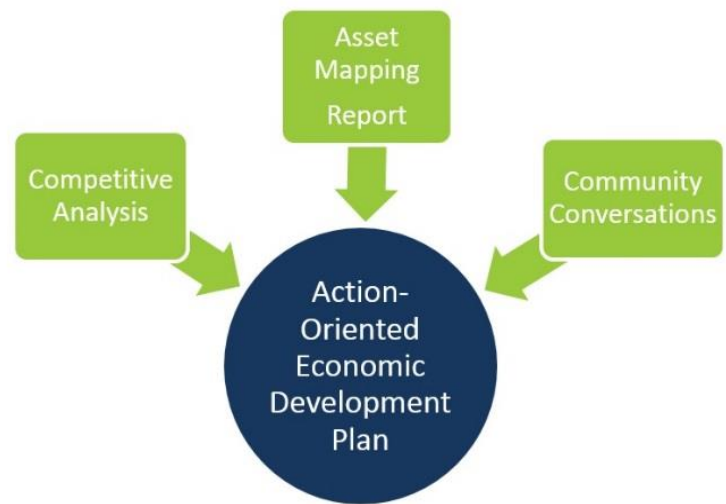 Asset
Mapping
Report
Competitive
Analysis
Community
Conversations
Action-
Oriented
Economic
Development
Plan